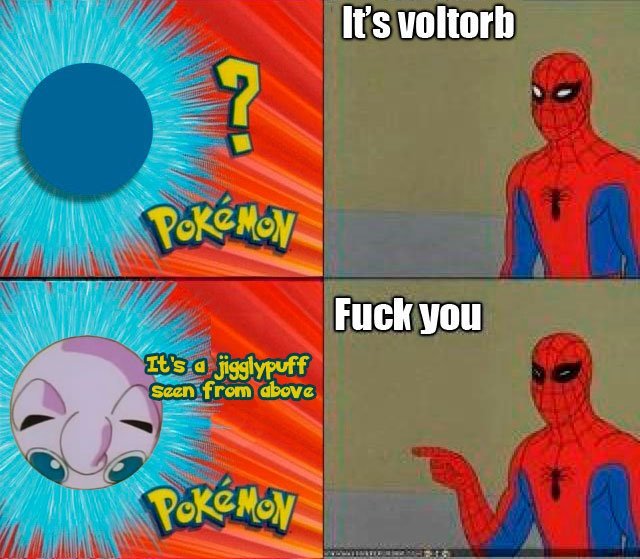 ?
POKéMON
It's voltorb
It's a jigglypuff
seen from above
POKéMON
Fuck you